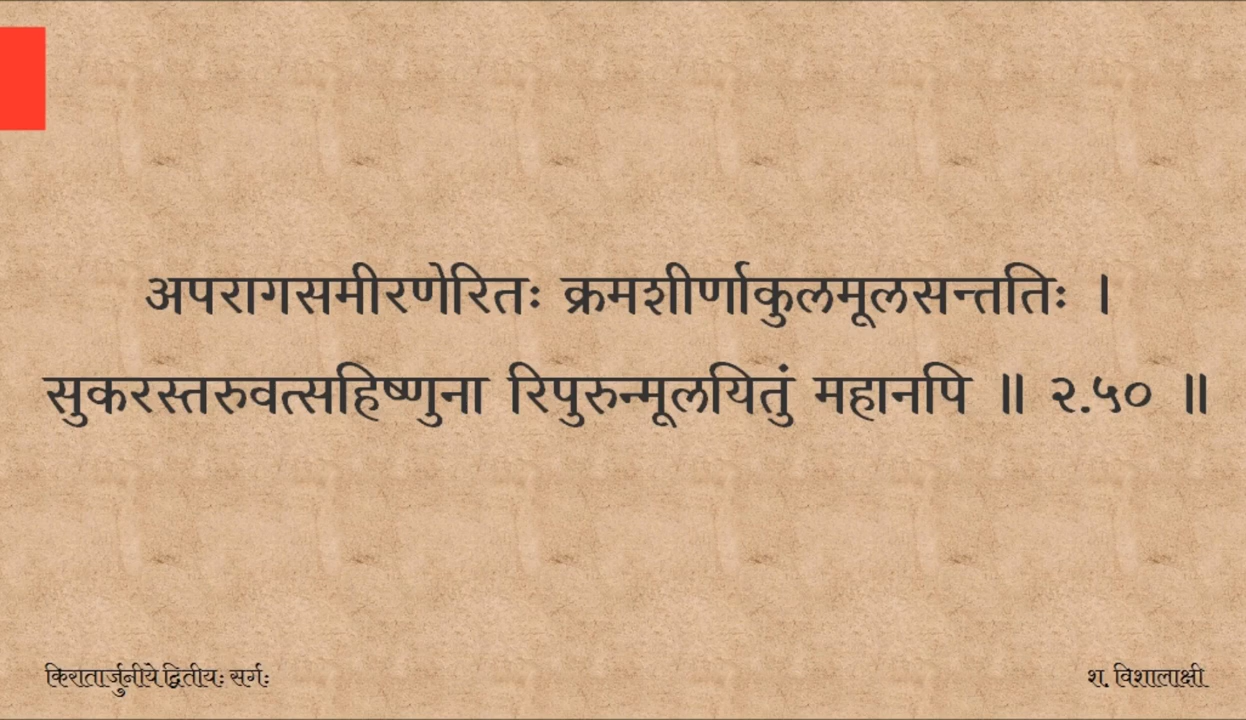 अपरागसमीरणेरितः क्रमशीर्णाकुलमूलसन्ततिः ।
सुकरस्तरुवत्सहिष्णुना रिपुरुन्मूलयितुं महानपि ॥ २.५० ॥
किरातार्जुनीये द्वितीयः सर्गः
श. विशालाक्षी